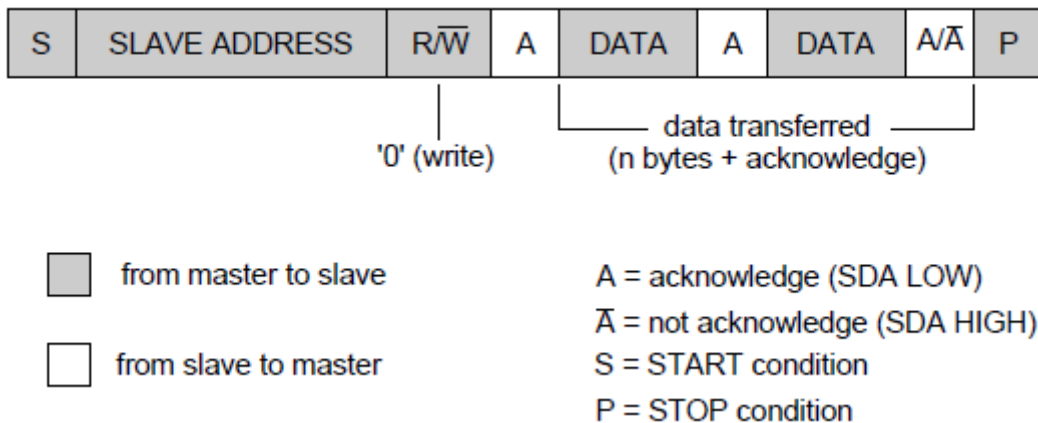 S SLAVE ADDRESS R/W̅ A DATA A DATA A/A̅ P
'0' (write)
data transferred
(n bytes + acknowledge)
from master to slave
from slave to master
A = acknowledge (SDA LOW)
A̅ = not acknowledge (SDA HIGH)
S = START condition
P = STOP condition